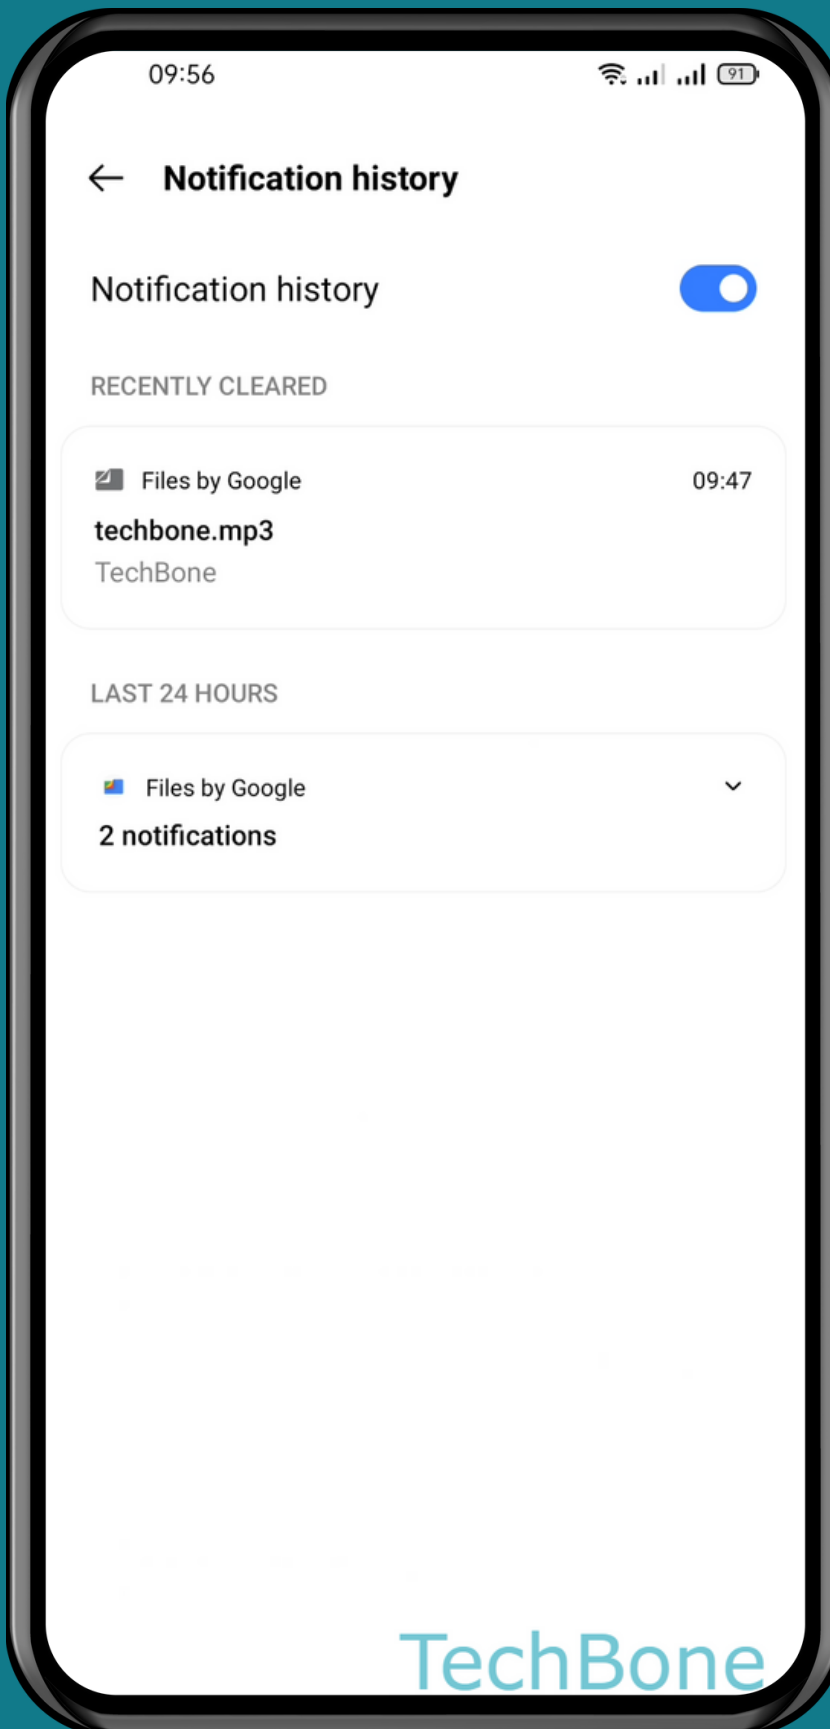 09:56
91
Notification history
Notification history
RECENTLY CLEARED
Files by Google 09:47
techbone.mp3
TechBone
LAST 24 HOURS
Files by Google
2 notifications
TechBone